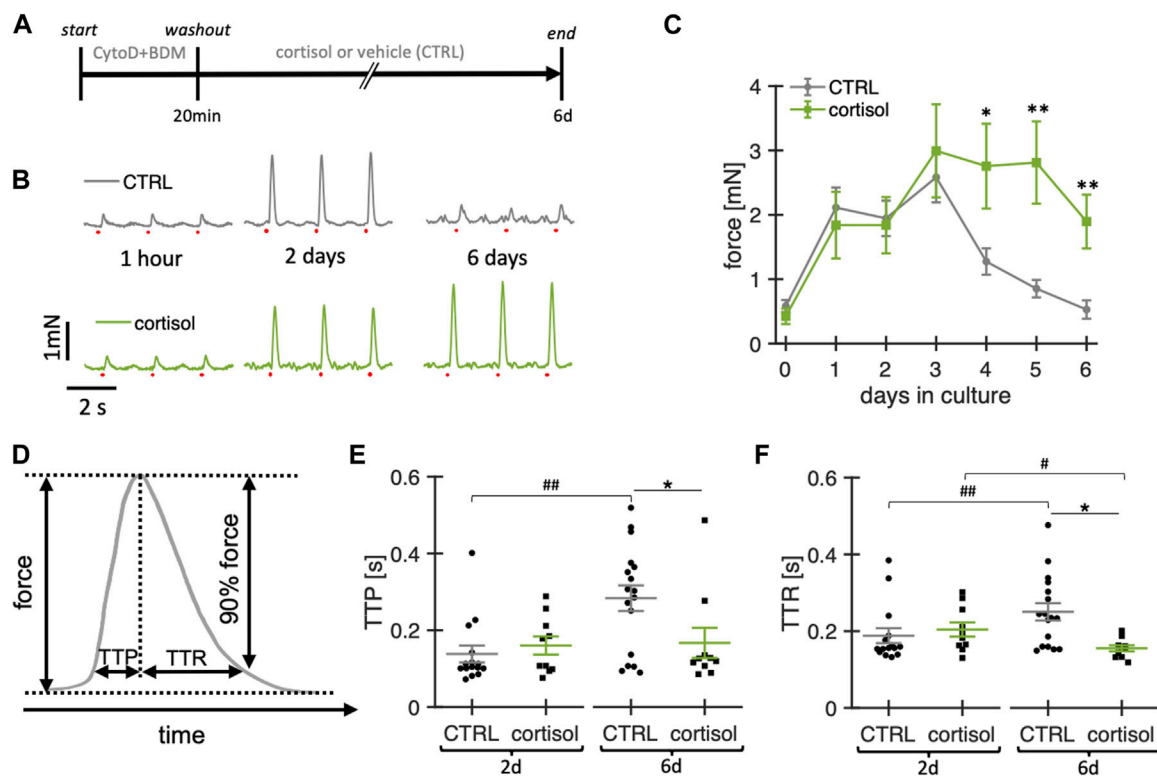 A
start
washout
end
CytoD+BDM
cortisol or vehicle (CTRL)
20min
6d
B
CTRL
1 hour
2 days
6 days
1mN
cortisol
2 s
C
CTRL
cortisol
*
**
**
force [mN]
4
3
2
1
0
0 1 2 3 4 5 6
days in culture
D
force
90% force
TTP
TTR
time
E
##
*
TTP [s]
0.6
0.4
0.2
0
CTRL cortisol CTRL cortisol
2d 6d
F
#
##
*
TTR [s]
0.6
0.4
0.2
0
CTRL cortisol CTRL cortisol
2d 6d